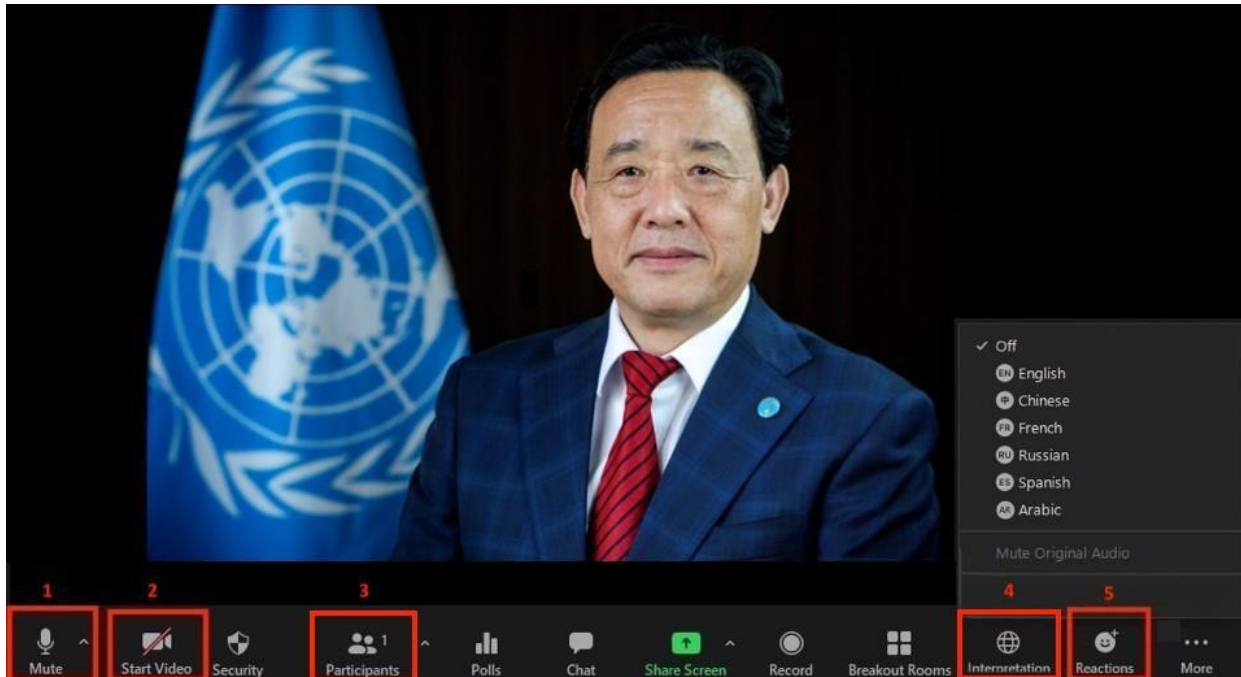 Off
EN English
中 Chinese
FR French
RU Russian
ES Spanish
AR Arabic
Mute Original Audio
1 2 3 4 5
1
Mute Start Video Security Participants Polls Chat Share Screen Record Breakout Rooms Interpretation Reactions More